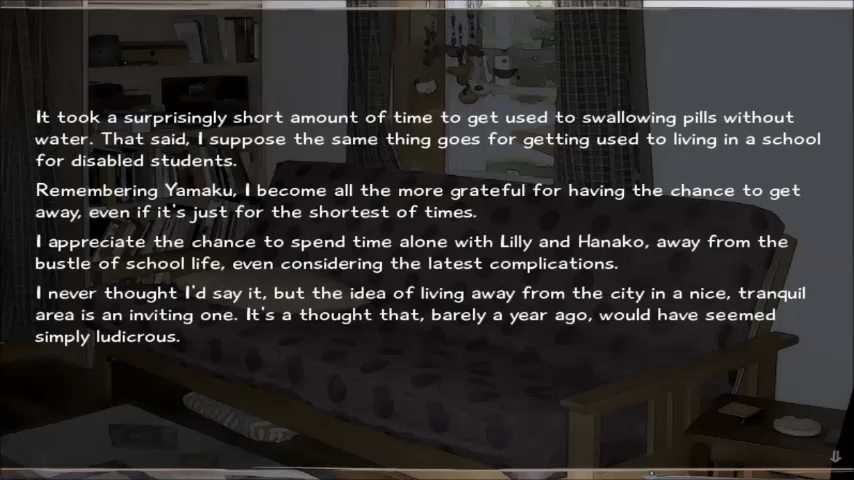 It took a surprisingly short amount of time to get used to swallowing pills without
water. That said, I suppose the same thing goes for getting used to living in a school
for disabled students.
Remembering Yamaku, I become all the more grateful for having the chance to get
away, even if it's just for the shortest of times.
I appreciate the chance to spend time alone with Lilly and Hanako, away from the
bustle of school life, even considering the latest complications.
I never thought I'd say it, but the idea of living away from the city in a nice, tranquil
area is an inviting one. It's a thought that, barely a year ago, would have seemed
simply ludicrous.